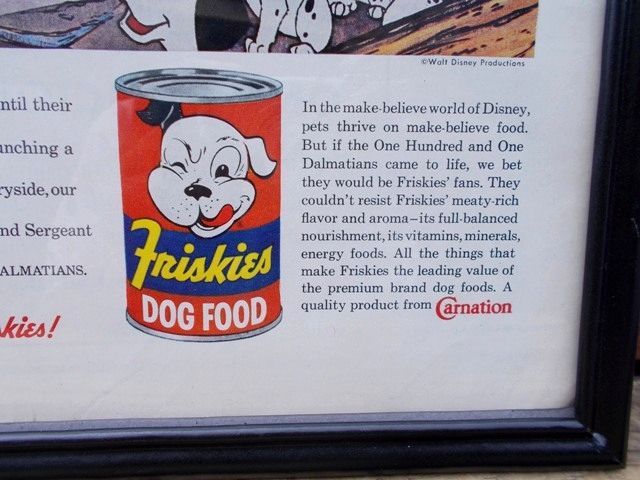 ©Walt Disney Productions
ntil their
nching a
ryside, our
nd Sergeant
ALMATIANS.
kies!
Friskies
DOG FOOD
In the make-believe world of Disney,
pets thrive on make-believe food.
But if the One Hundred and One
Dalmatians came to life, we bet
they would be Friskies' fans. They
couldn't resist Friskies' meaty-rich
flavor and aroma—its full-balanced
nourishment, its vitamins, minerals,
energy foods. All the things that
make Friskies the leading value of
the premium brand dog foods. A
quality product from Carnation